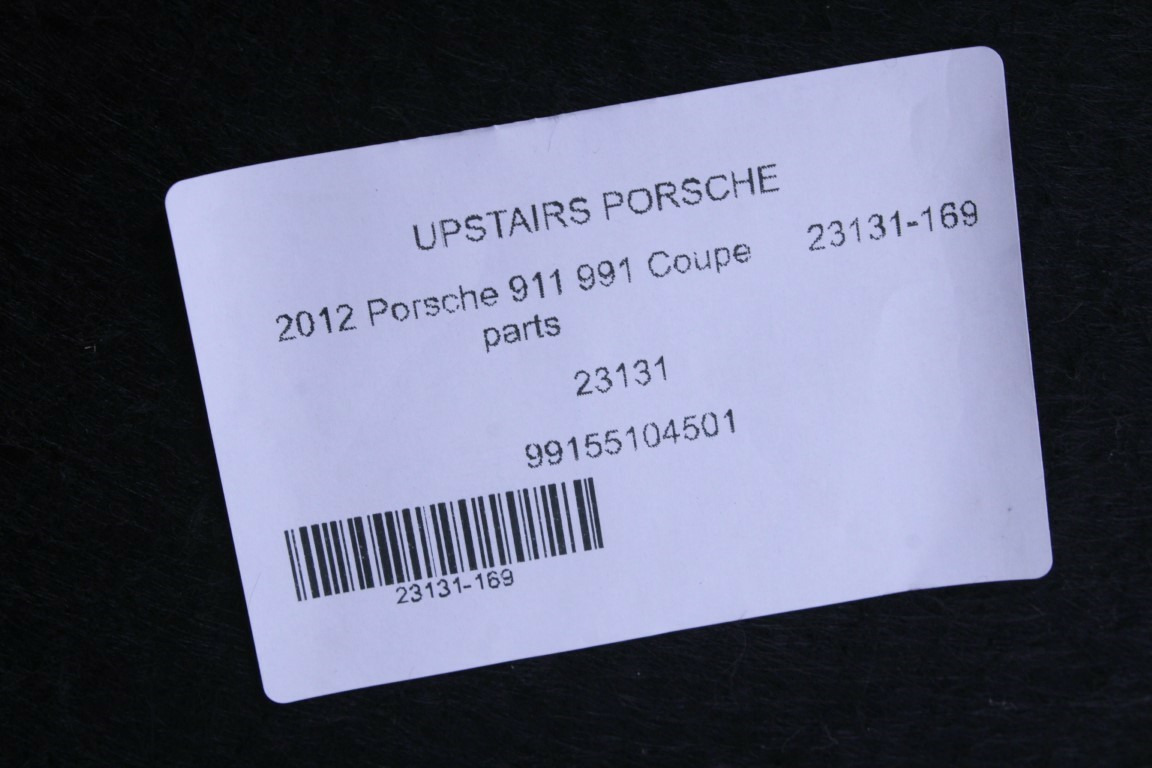 UPSTAIRS PORSCHE
2012 Porsche 911 991 Coupe 23131-169
parts
23131
99155104501
23131-169